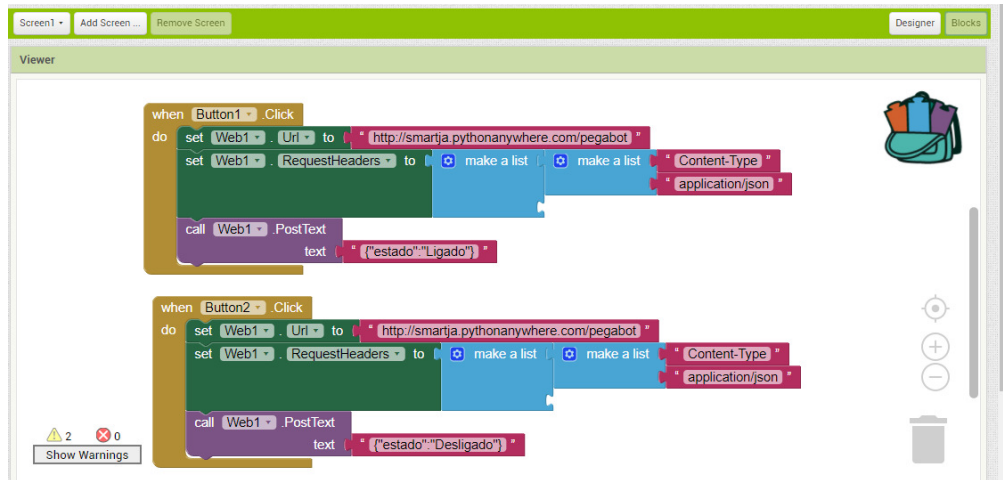 Screen1 Add Screen ... Remove Screen Designer Blocks
Viewer
when Button1 .Click
do set Web1 . Url to " http://smartja.pythonanywhere.com/pegabot "
set Web1 . RequestHeaders to make a list make a list " Content-Type "
" application/json "
call Web1 .PostText
text " {"estado":"Ligado"} "
when Button2 .Click
do set Web1 . Url to " http://smartja.pythonanywhere.com/pegabot "
set Web1 . RequestHeaders to make a list make a list " Content-Type "
" application/json "
call Web1 .PostText
text " {"estado":"Desligado"} "
2 0
Show Warnings